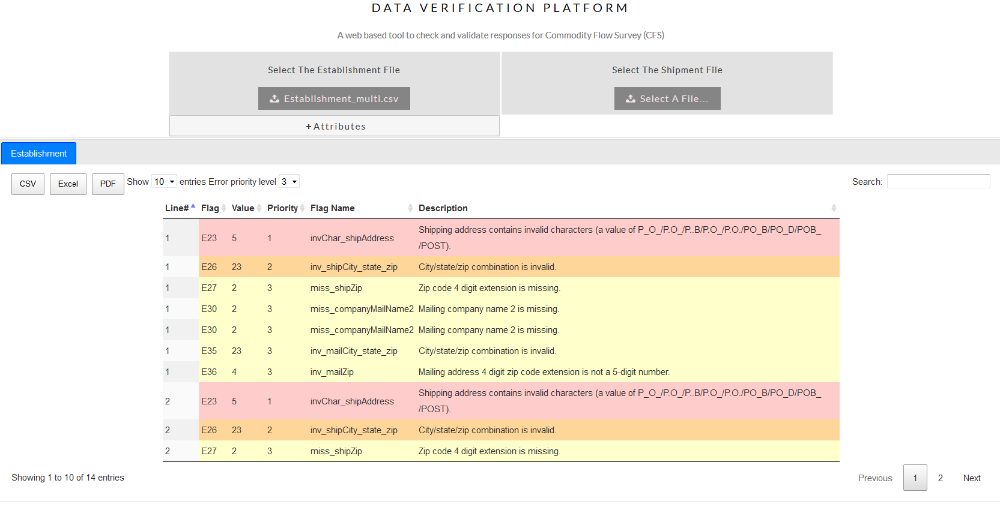 DATA VERIFICATION PLATFORM
A web based tool to check and validate responses for Commodity Flow Survey (CFS)
Select The Establishment File
Select The Shipment File
Establishment_multi.csv
Select A File...
+Attributes
Establishment
CSV Excel PDF Show 10 entries Error priority level 3 Search:
Line# Flag Value Priority Flag Name Description
1 E23 5 1 invChar_shipAddress Shipping address contains invalid characters (a value of P_O_/P.O_/P..B/P.O_/P.O./PO_B/PO_D/POB_
/POST).
1 E26 23 2 inv_shipCity_state_zip City/state/zip combination is invalid.
1 E27 2 3 miss_shipZip Zip code 4 digit extension is missing.
1 E30 2 3 miss_companyMailName2 Mailing company name 2 is missing.
1 E30 2 3 miss_companyMailName2 Mailing company name 2 is missing.
1 E35 23 3 inv_mailCity_state_zip City/state/zip combination is invalid.
1 E36 4 3 inv_mailZip Mailing address 4 digit zip code extension is not a 5-digit number.
2 E23 5 1 invChar_shipAddress Shipping address contains invalid characters (a value of P_O_/P.O_/P..B/P.O_/P.O./PO_B/PO_D/POB_
/POST).
2 E26 23 2 inv_shipCity_state_zip City/state/zip combination is invalid.
2 E27 2 3 miss_shipZip Zip code 4 digit extension is missing.
Showing 1 to 10 of 14 entries
Previous 1 2 Next